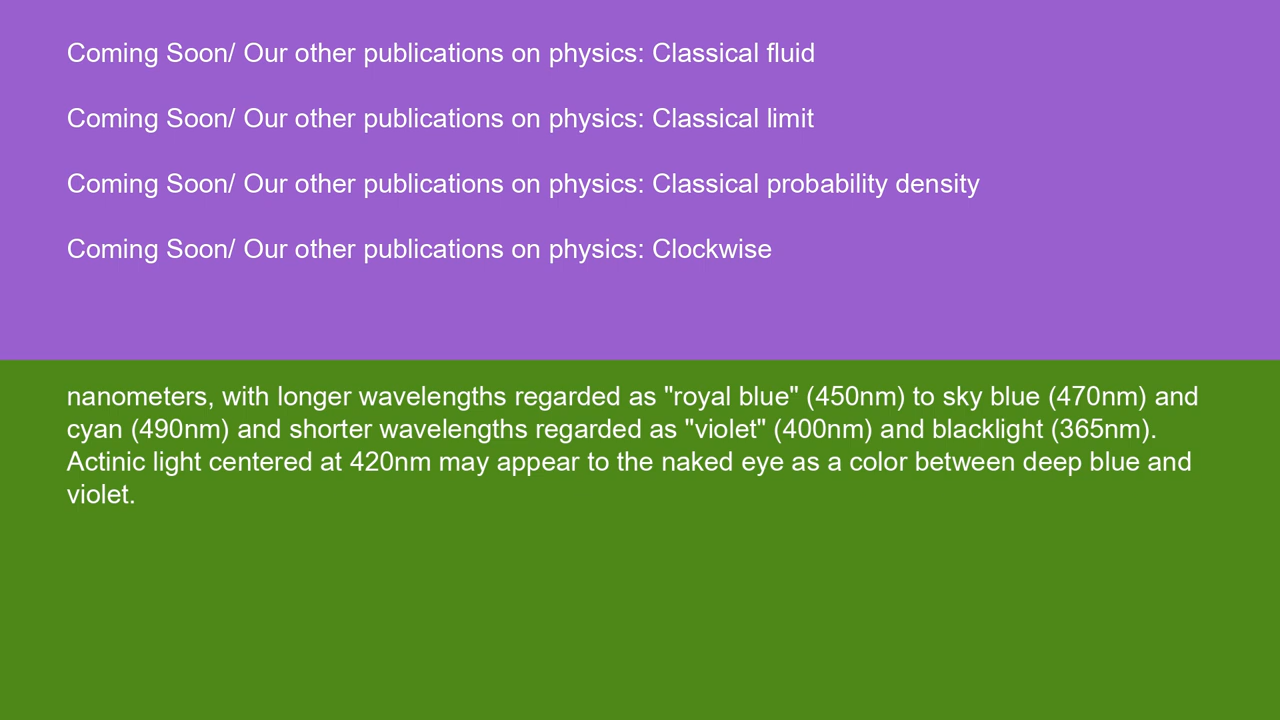 Coming Soon/ Our other publications on physics: Classical fluid
Coming Soon/ Our other publications on physics: Classical limit
Coming Soon/ Our other publications on physics: Classical probability density
Coming Soon/ Our other publications on physics: Clockwise
nanometers, with longer wavelengths regarded as "royal blue" (450nm) to sky blue (470nm) and
cyan (490nm) and shorter wavelengths regarded as "violet" (400nm) and blacklight (365nm).
Actinic light centered at 420nm may appear to the naked eye as a color between deep blue and
violet.